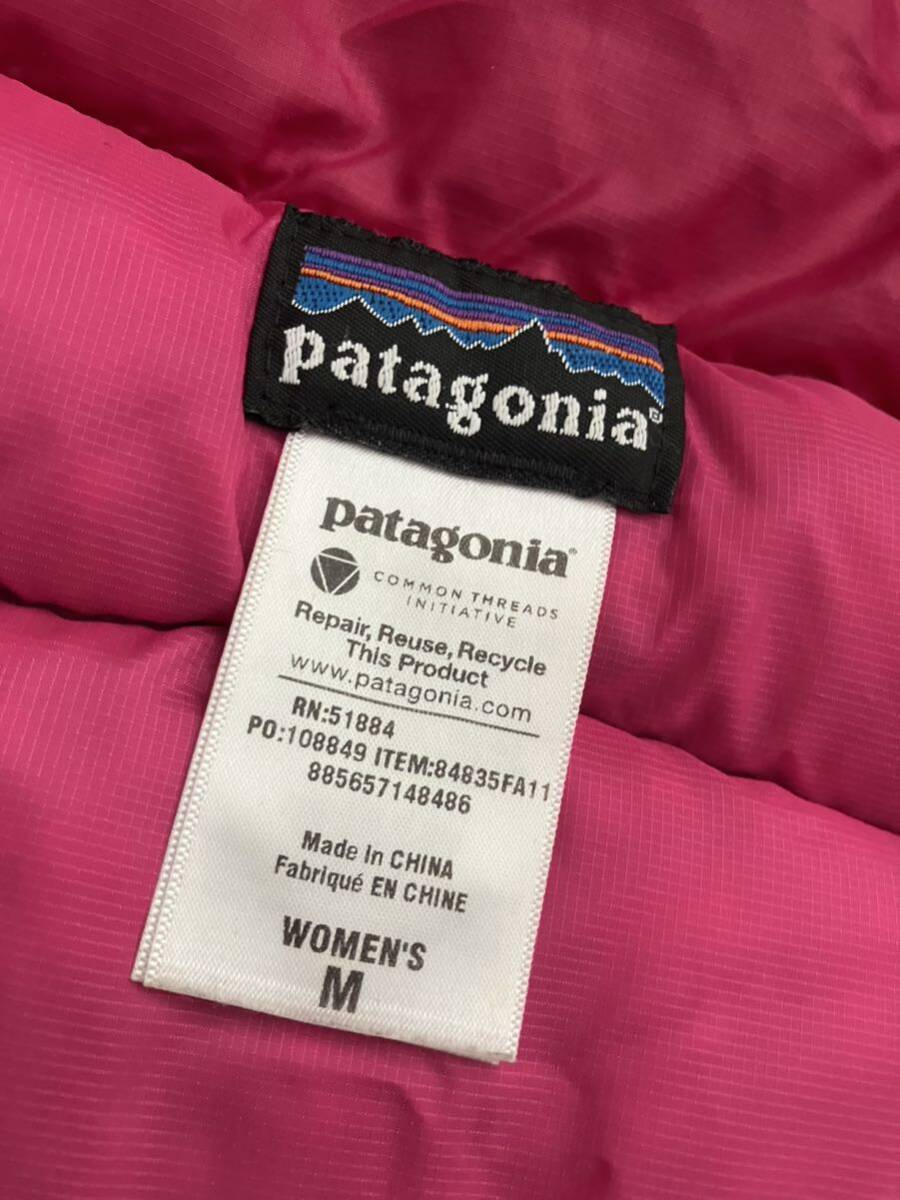 patagonia®
patagonia®
COMMON THREADS
INITIATIVE
Repair, Reuse, Recycle
This Product
www.patagonia.com
RN:51884
PO:108849 ITEM:84835FA11
885657148486
Made In CHINA
Fabriqué EN CHINE
WOMEN'S
M